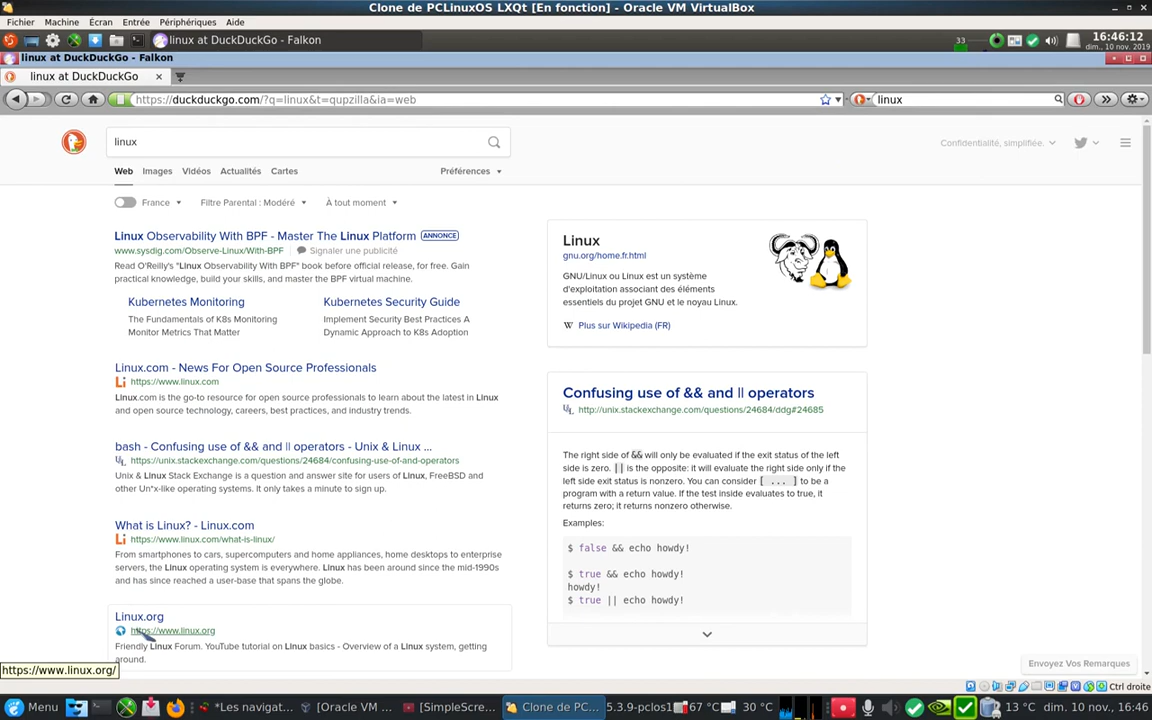 Clone de PCLinuxOS LXQt [En fonction] - Oracle VM VirtualBox
Fichier Machine Écran Entrée Périphériques Aide
linux at DuckDuckGo - Falkon
33
16:46:12
dim., 10 nov. 2019
linux at DuckDuckGo - Falkon
linux at DuckDuckGo
https://duckduckgo.com/?q=linux&t=qupzilla&ia=web
linux
linux
Confidentialité, simplifiée.
Web Images Vidéos Actualités Cartes Préférences
France Filtre Parental : Modéré À tout moment
Linux Observability With BPF - Master The Linux Platform ANNONCE
www.sysdig.com/Observe-Linux/With-BPF Signaler une publicité
Read O'Reilly's "Linux Observability With BPF" book before official release, for free. Gain
practical knowledge, build your skills, and master the BPF virtual machine.
Kubernetes Monitoring
The Fundamentals of K8s Monitoring
Monitor Metrics That Matter
Kubernetes Security Guide
Implement Security Best Practices A
Dynamic Approach to K8s Adoption
Linux.com - News For Open Source Professionals
https://www.linux.com
Linux.com is the go-to resource for open source professionals to learn about the latest in Linux
and open source technology, careers, best practices, and industry trends.
bash - Confusing use of && and || operators - Unix & Linux ...
https://unix.stackexchange.com/questions/24684/confusing-use-of-and-operators
Unix & Linux Stack Exchange is a question and answer site for users of Linux, FreeBSD and
other Un*x-like operating systems. It only takes a minute to sign up.
What is Linux? - Linux.com
https://www.linux.com/what-is-linux/
From smartphones to cars, supercomputers and home appliances, home desktops to enterprise
servers, the Linux operating system is everywhere. Linux has been around since the mid-1990s
and has since reached a user-base that spans the globe.
Linux.org
https://www.linux.org
Friendly Linux Forum. YouTube tutorial on Linux basics - Overview of a Linux system, getting
around.
https://www.linux.org/
Linux
gnu.org/home.fr.html
GNU/Linux ou Linux est un système
d'exploitation associant des éléments
essentiels du projet GNU et le noyau Linux.
W Plus sur Wikipedia (FR)
Confusing use of && and || operators
http://unix.stackexchange.com/questions/24684/ddg#24685
The right side of && will only be evaluated if the exit status of the left
side is zero. || is the opposite: it will evaluate the right side only if the
left side exit status is nonzero. You can consider [ ... ] to be a
program with a return value. If the test inside evaluates to true, it
returns zero; it returns nonzero otherwise.
Examples:
$ false && echo howdy!
$ true && echo howdy!
howdy!
$ true || echo howdy!
Envoyez Vos Remarques
Ctrl droite
Menu *Les navigat... [Oracle VM ... [SimpleScre... Clone de PC... 5.3.9-pclos1 67 °C 30 °C 13 °C dim. 10 nov., 16:46